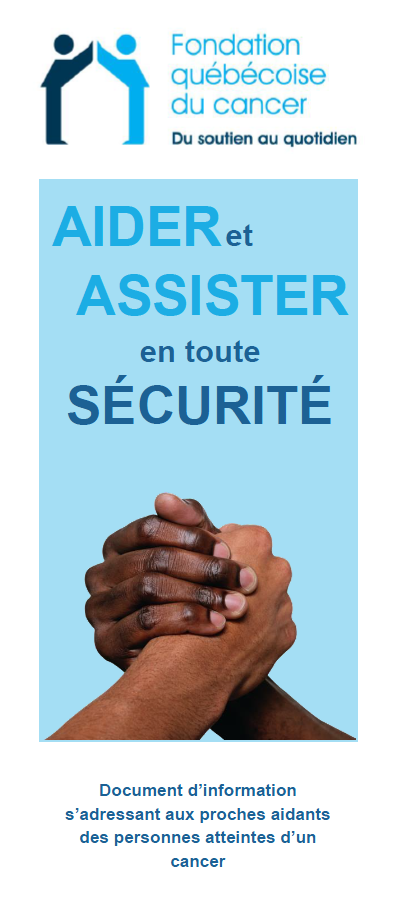 Fondation
québécoise
du cancer
Du soutien au quotidien
AIDER et
ASSISTER
en toute
SÉCURITÉ
Document d’information
s’adressant aux proches aidants
des personnes atteintes d’un
cancer